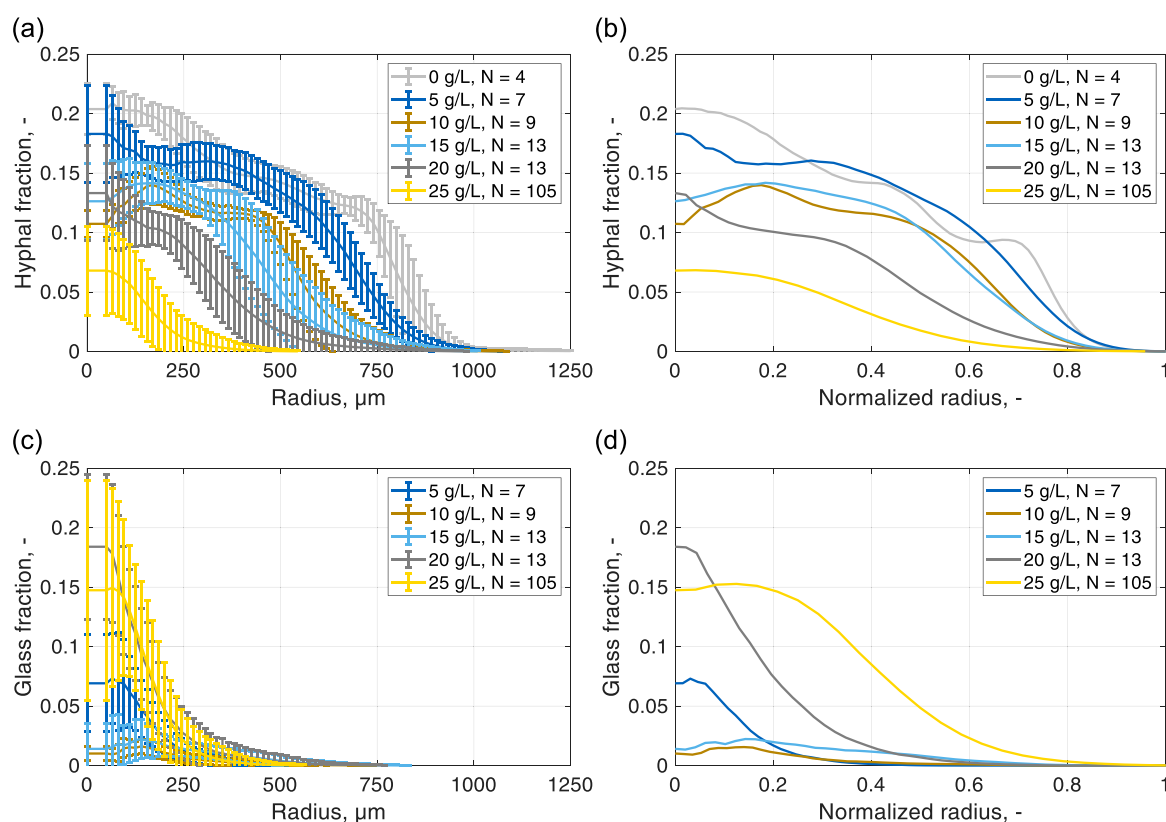 (a)
0.25
0.2
0.15
0.1
0.05
0
Hyphal fraction, -
0 g/L, N = 4
5 g/L, N = 7
10 g/L, N = 9
15 g/L, N = 13
20 g/L, N = 13
25 g/L, N = 105
0 250 500 750 1000 1250
Radius, µm
(b)
0.25
0.2
0.15
0.1
0.05
0
Hyphal fraction, -
0 g/L, N = 4
5 g/L, N = 7
10 g/L, N = 9
15 g/L, N = 13
20 g/L, N = 13
25 g/L, N = 105
0 0.2 0.4 0.6 0.8 1
Normalized radius, -
(c)
0.25
0.2
0.15
0.1
0.05
0
Glass fraction, -
5 g/L, N = 7
10 g/L, N = 9
15 g/L, N = 13
20 g/L, N = 13
25 g/L, N = 105
0 250 500 750 1000 1250
Radius, µm
(d)
0.25
0.2
0.15
0.1
0.05
0
Glass fraction, -
5 g/L, N = 7
10 g/L, N = 9
15 g/L, N = 13
20 g/L, N = 13
25 g/L, N = 105
0 0.2 0.4 0.6 0.8 1
Normalized radius, -